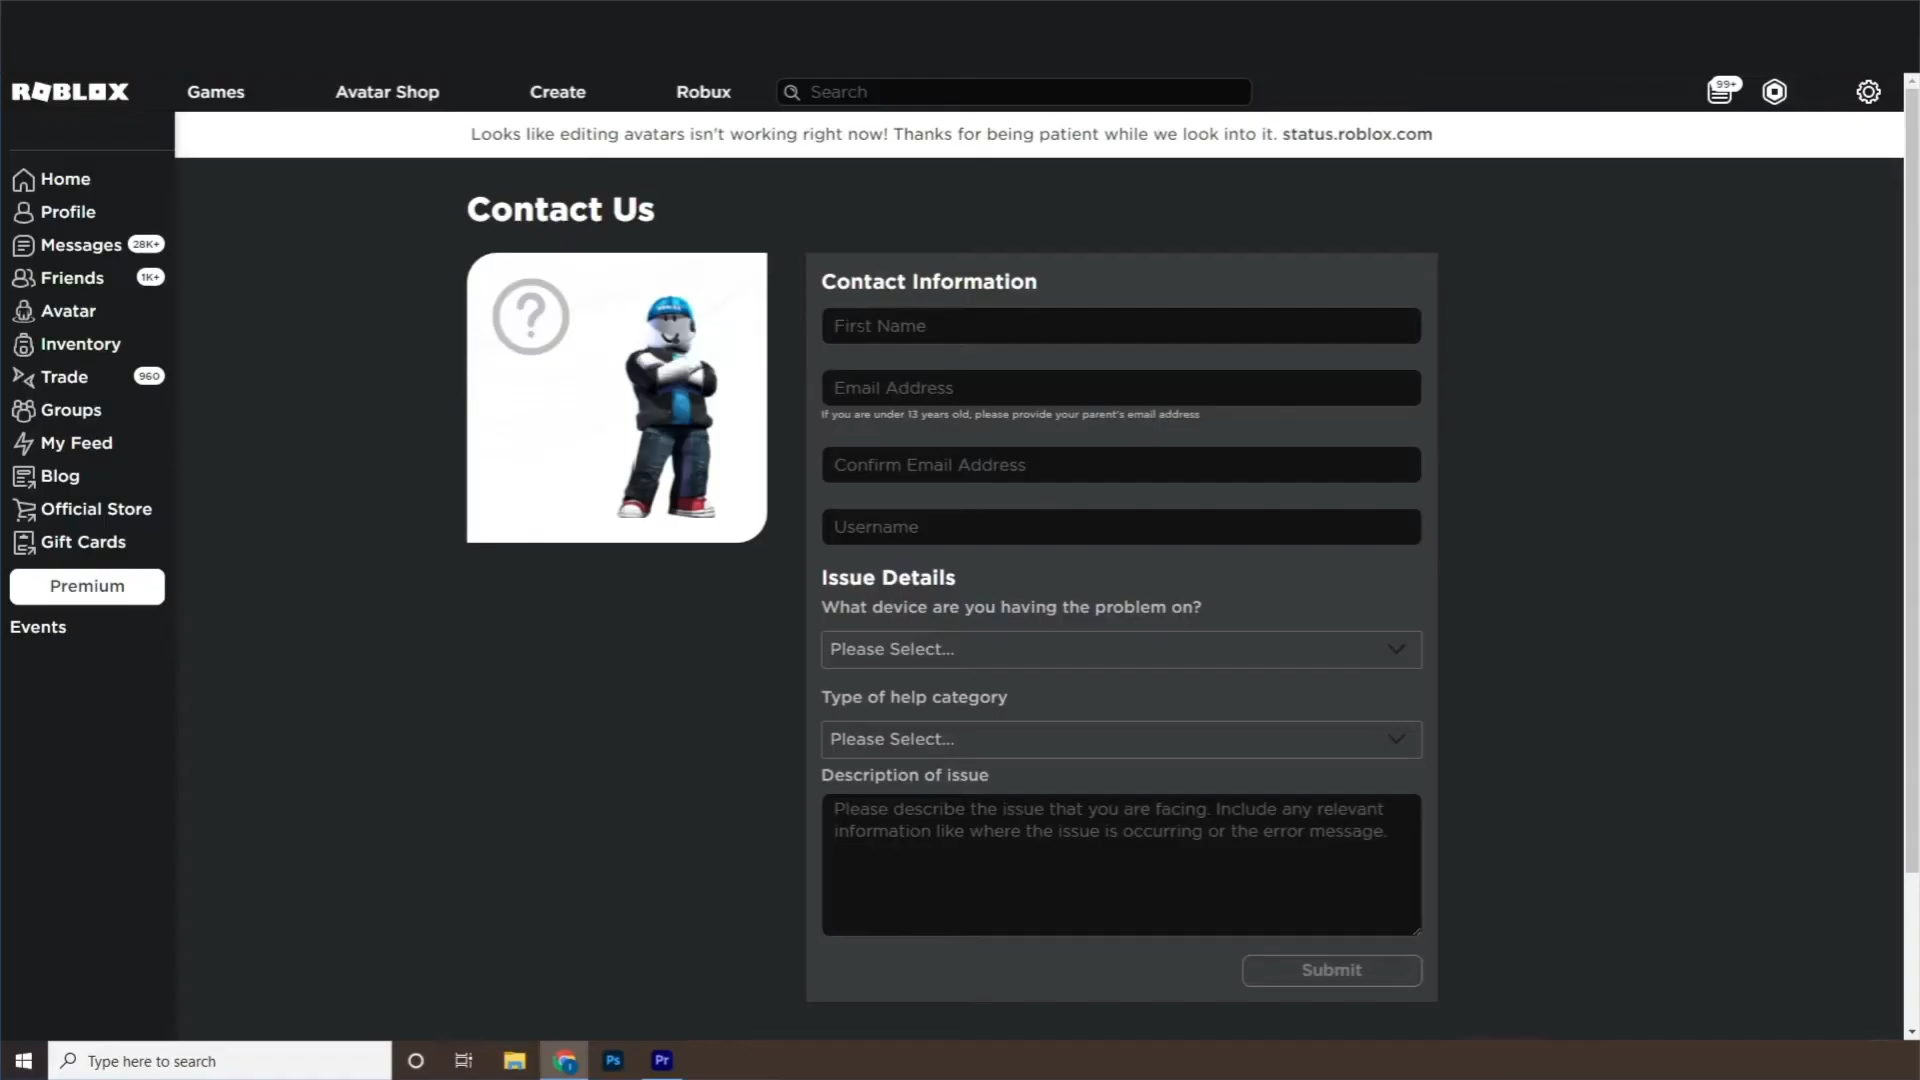 ROBLOX
Games
Avatar Shop
Create
Robux
Search
99+
Looks like editing avatars isn't working right now! Thanks for being patient while we look into it. status.roblox.com
Home
Profile
Messages 28K+
Friends 1K+
Avatar
Inventory
Trade 960
Groups
My Feed
Blog
Official Store
Gift Cards
Premium
Events
Contact Us
Contact Information
First Name
Email Address
If you are under 13 years old, please provide your parent's email address
Confirm Email Address
Username
Issue Details
What device are you having the problem on?
Please Select...
Type of help category
Please Select...
Description of issue
Please describe the issue that you are facing. Include any relevant
information like where the issue is occurring or the error message.
Submit
Type here to search
Ps
Pr